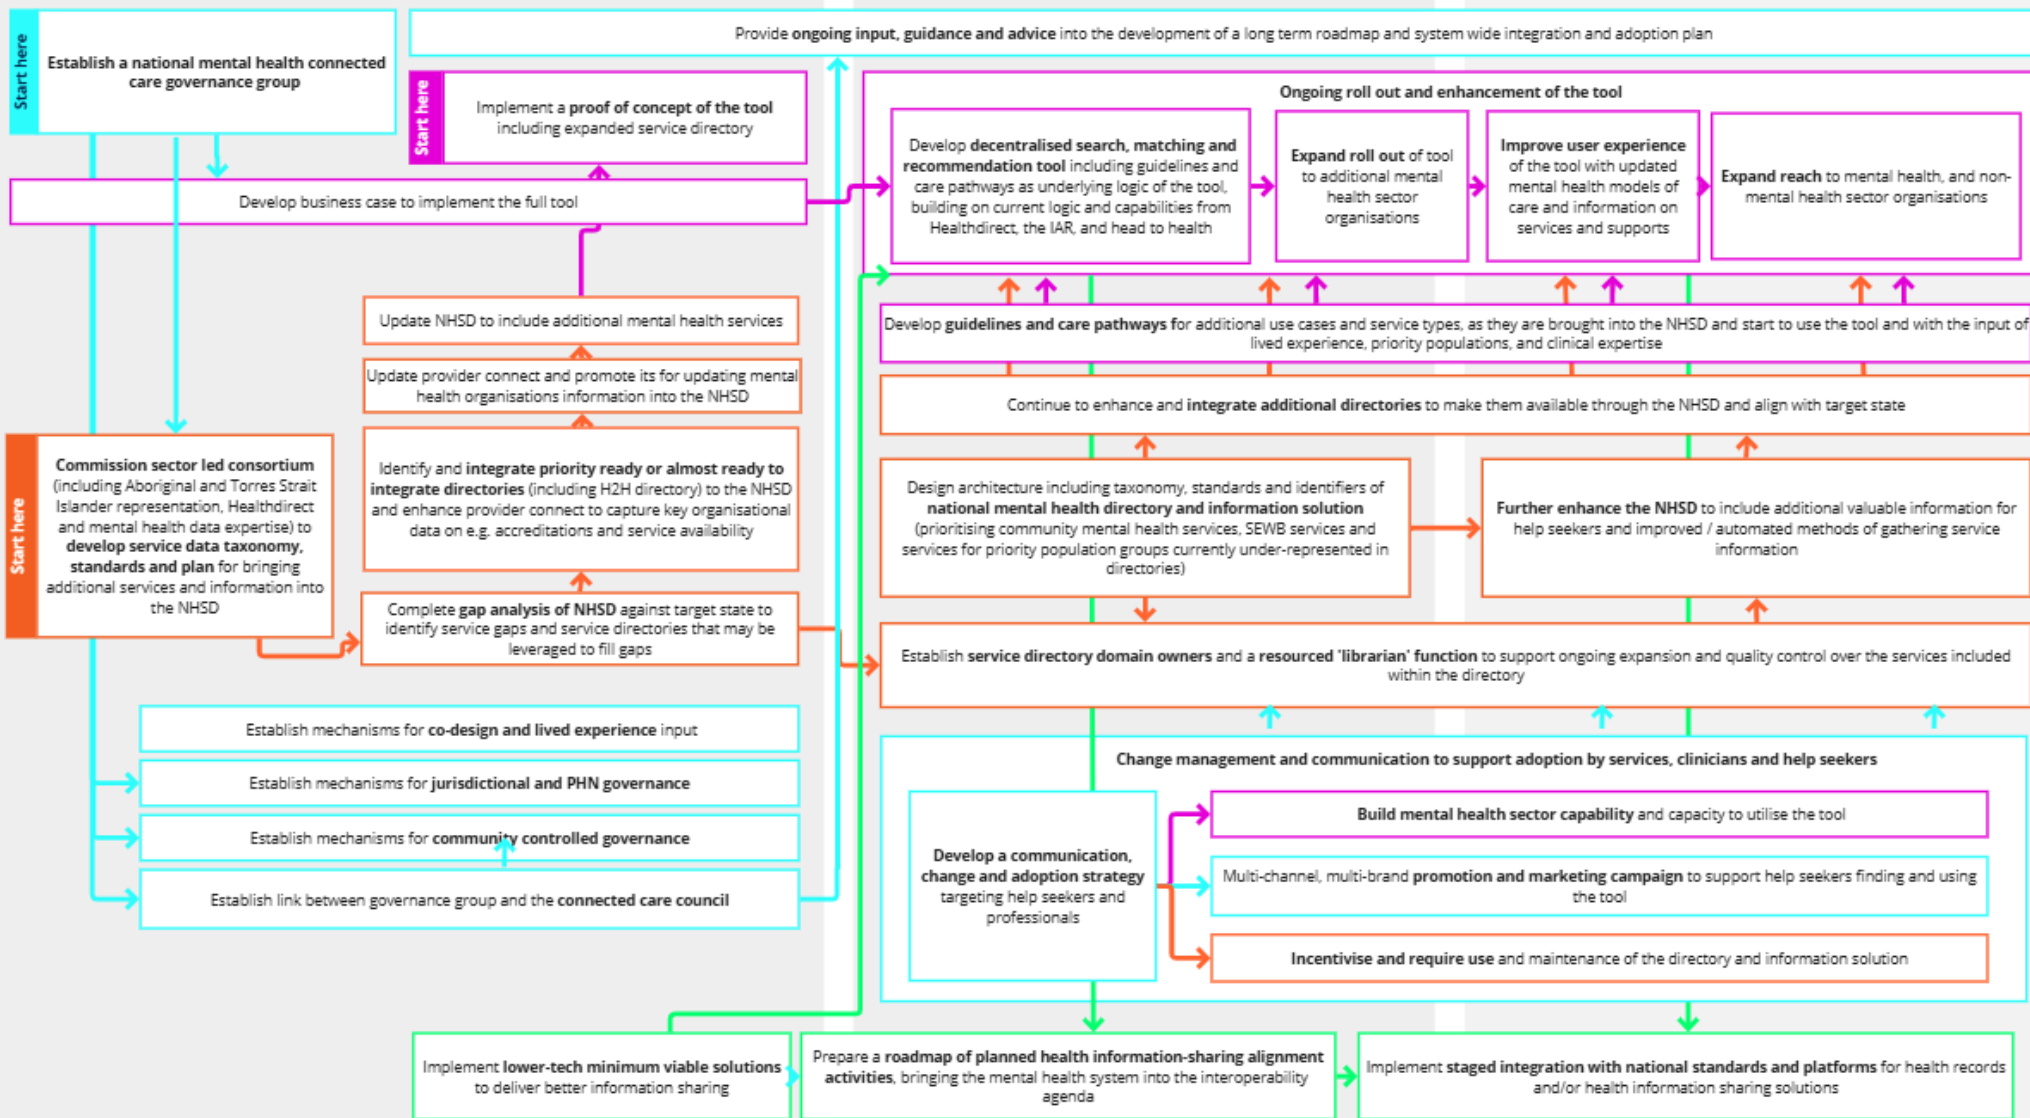 Start here
Establish a national mental health connected
care governance group
Provide ongoing input, guidance and advice into the development of a long term roadmap and system wide integration and adoption plan
Start here
Implement a proof of concept of the tool
including expanded service directory
Develop business case to implement the full tool
Ongoing roll out and enhancement of the tool
Develop decentralised search, matching and
recommendation tool including guidelines and
care pathways as underlying logic of the tool,
building on current logic and capabilities from
Healthdirect, the IAR, and head to health
Expand roll out of tool
to additional mental
health sector
organisations
Improve user experience
of the tool with updated
mental health models of
care and information on
services and supports
Expand reach to mental health, and non-
mental health sector organisations
Update NHSD to include additional mental health services
Update provider connect and promote its for updating mental
health organisations information into the NHSD
Develop guidelines and care pathways for additional use cases and service types, as they are brought into the NHSD and start to use the tool and with the input of
lived experience, priority populations, and clinical expertise
Continue to enhance and integrate additional directories to make them available through the NHSD and align with target state
Start here
Commission sector led consortium
(including Aboriginal and Torres Strait
Islander representation, Healthdirect
and mental health data expertise) to
develop service data taxonomy,
standards and plan for bringing
additional services and information into
the NHSD
Identify and integrate priority ready or almost ready to
integrate directories (including H2H directory) to the NHSD
and enhance provider connect to capture key organisational
data on e.g. accreditations and service availability
Complete gap analysis of NHSD against target state to
identify service gaps and service directories that may be
leveraged to fill gaps
Design architecture including taxonomy, standards and identifiers of
national mental health directory and information solution
(prioritising community mental health services, SEWB services and
services for priority population groups currently under-represented in
directories)
Further enhance the NHSD to include additional valuable information for
help seekers and improved / automated methods of gathering service
information
Establish service directory domain owners and a resourced 'librarian' function to support ongoing expansion and quality control over the services included
within the directory
Establish mechanisms for co-design and lived experience input
Establish mechanisms for jurisdictional and PHN governance
Establish mechanisms for community controlled governance
Establish link between governance group and the connected care council
Change management and communication to support adoption by services, clinicians and help seekers
Develop a communication,
change and adoption strategy
targeting help seekers and
professionals
Build mental health sector capability and capacity to utilise the tool
Multi-channel, multi-brand promotion and marketing campaign to support help seekers finding and using
the tool
Incentivise and require use and maintenance of the directory and information solution
Implement lower-tech minimum viable solutions
to deliver better information sharing
Prepare a roadmap of planned health information-sharing alignment
activities, bringing the mental health system into the interoperability
agenda
Implement staged integration with national standards and platforms for health records
and/or health information sharing solutions